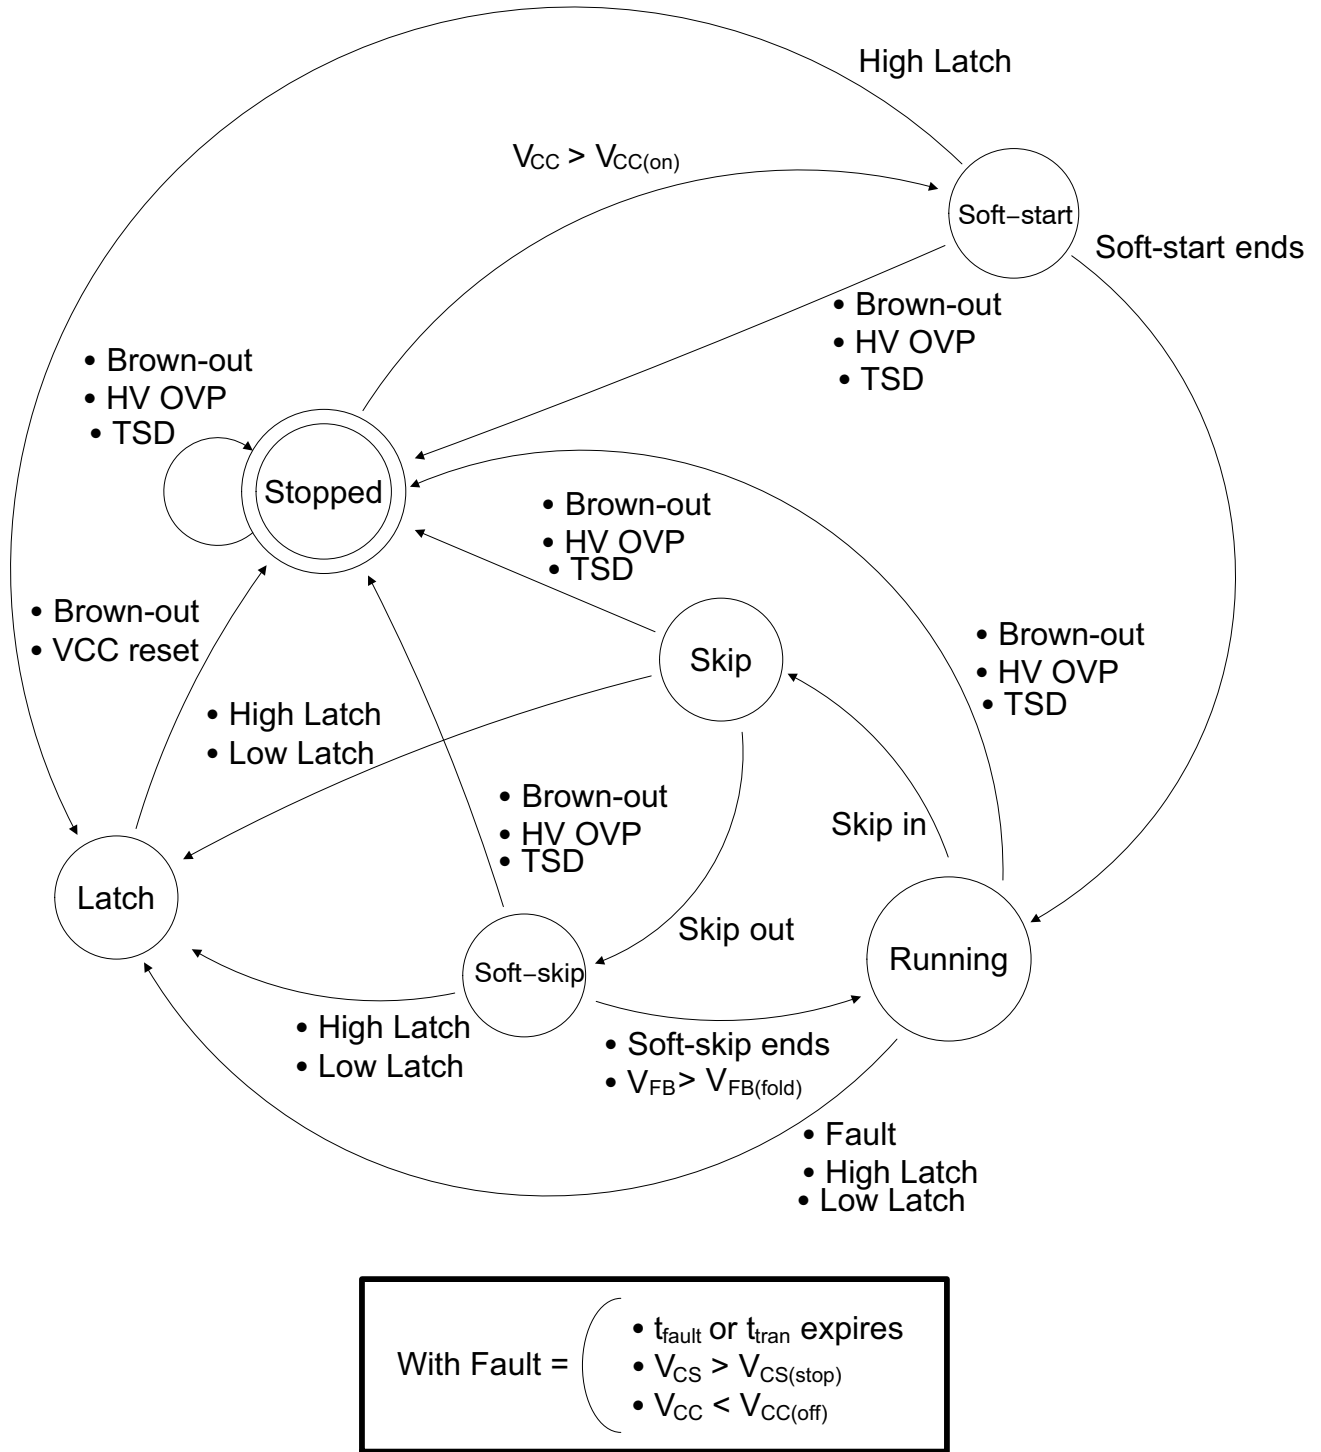 High Latch
VCC > VCC(on)
Soft−start
Soft-start ends
• Brown-out
• HV OVP
• TSD
• Brown-out
• HV OVP
• TSD
Stopped
• Brown-out
• HV OVP
• TSD
• Brown-out
• VCC reset
Skip
• Brown-out
• HV OVP
• TSD
• High Latch
• Low Latch
• Brown-out
• HV OVP
• TSD
Skip in
Latch
Skip out
Running
Soft−skip
• High Latch
• Low Latch
• Soft-skip ends
• VFB> VFB(fold)
• Fault
• High Latch
• Low Latch
With Fault =
• tfault or ttran expires
• VCS > VCS(stop)
• VCC < VCC(off)